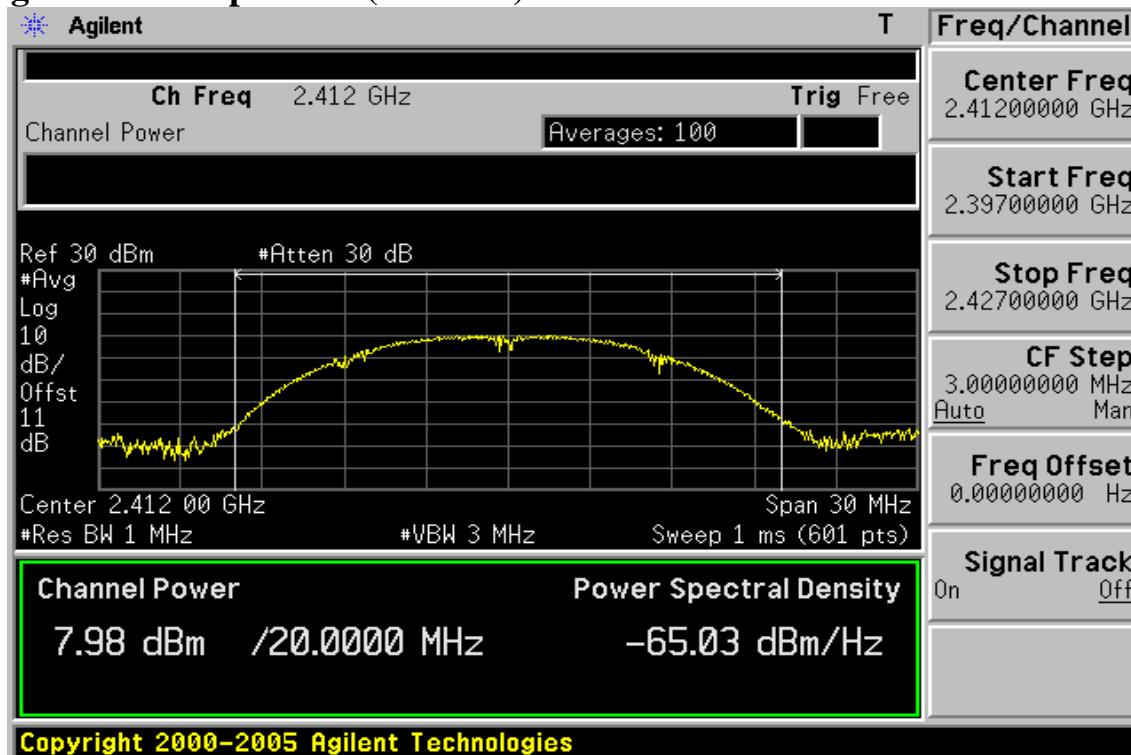 Agilent T
Ch Freq 2.412 GHz Trig Free
Channel Power Averages: 100
Ref 30 dBm #Atten 30 dB
#Avg
Log
10
dB/
Offst
11
dB
Center 2.412 00 GHz Span 30 MHz
#Res BW 1 MHz #VBW 3 MHz Sweep 1 ms (601 pts)
Channel Power Power Spectral Density
7.98 dBm /20.0000 MHz -65.03 dBm/Hz
Copyright 2000-2005 Agilent Technologies
Freq/Channel
Center Freq
2.41200000 GHz
Start Freq
2.39700000 GHz
Stop Freq
2.42700000 GHz
CF Step
3.00000000 MHz
Auto Man
Freq Offset
0.00000000 Hz
Signal Track
On Off